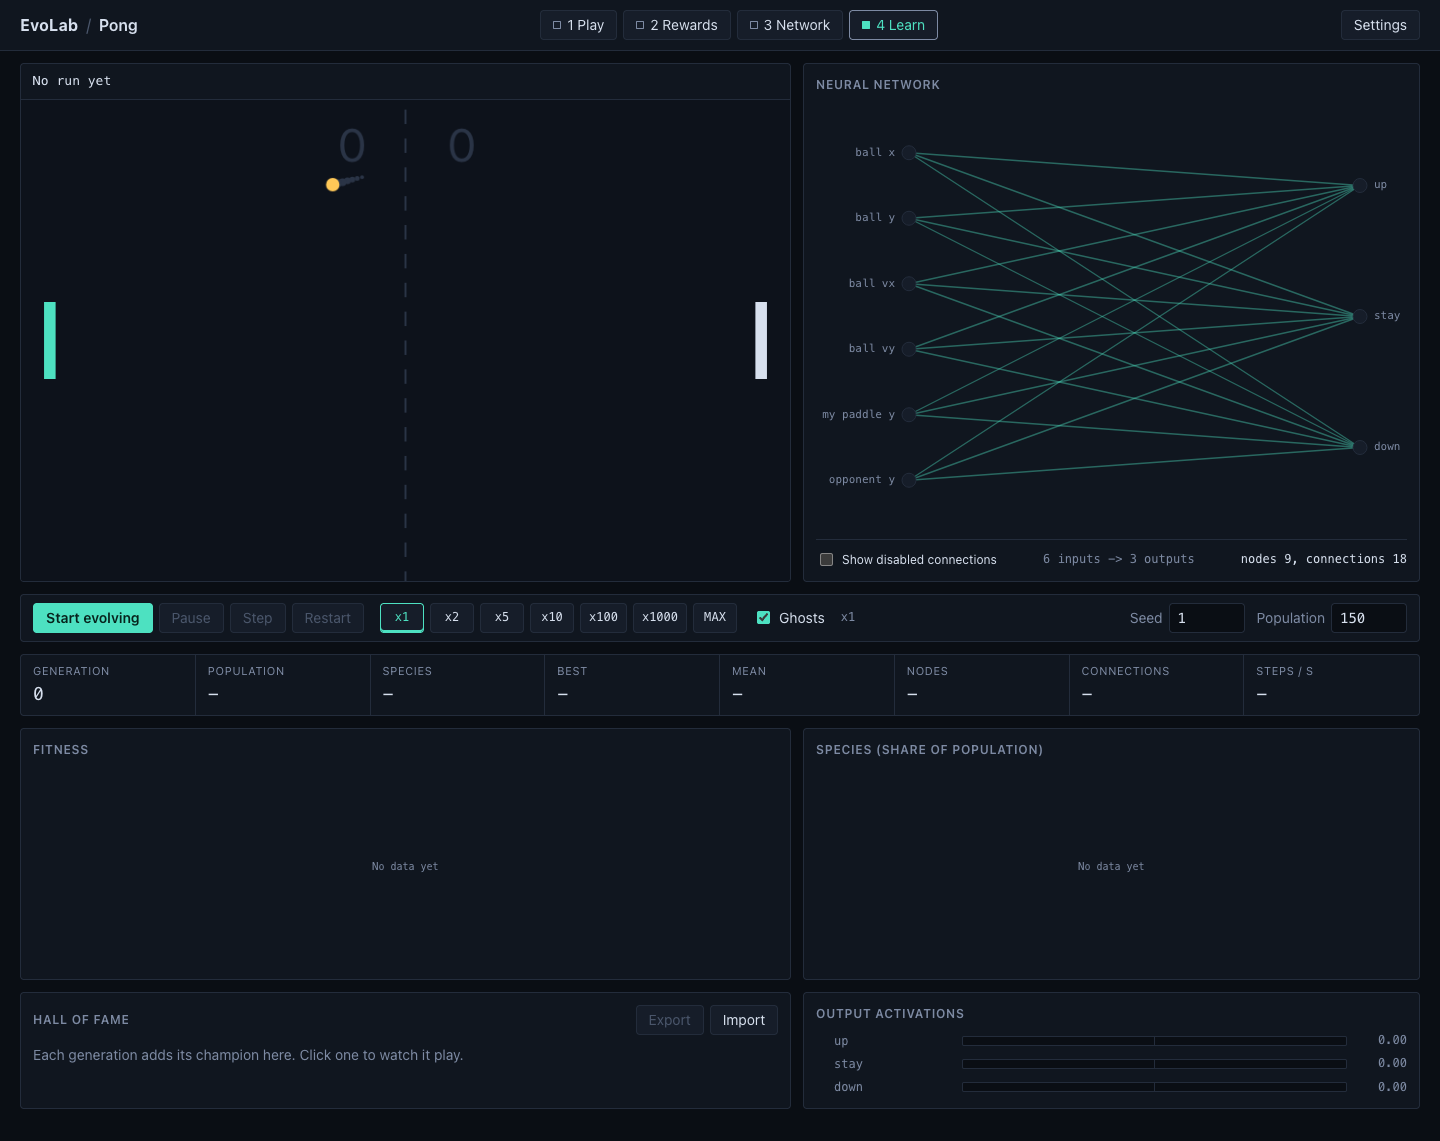 EvoLab / Pong
1 Play
2 Rewards
3 Network
4 Learn
Settings
No run yet
0 0
NEURAL NETWORK
ball x
ball y
ball vx
ball vy
my paddle y
opponent y
up
stay
down
Show disabled connections
6 inputs -> 3 outputs
nodes 9, connections 18
Start evolving
Pause
Step
Restart
x1
x2
x5
x10
x100
x1000
MAX
Ghosts
x1
Seed 1
Population 150
GENERATION
0
POPULATION
–
SPECIES
–
BEST
–
MEAN
–
NODES
–
CONNECTIONS
–
STEPS / S
–
FITNESS
No data yet
SPECIES (SHARE OF POPULATION)
No data yet
HALL OF FAME
Export
Import
Each generation adds its champion here. Click one to watch it play.
OUTPUT ACTIVATIONS
up 0.00
stay 0.00
down 0.00